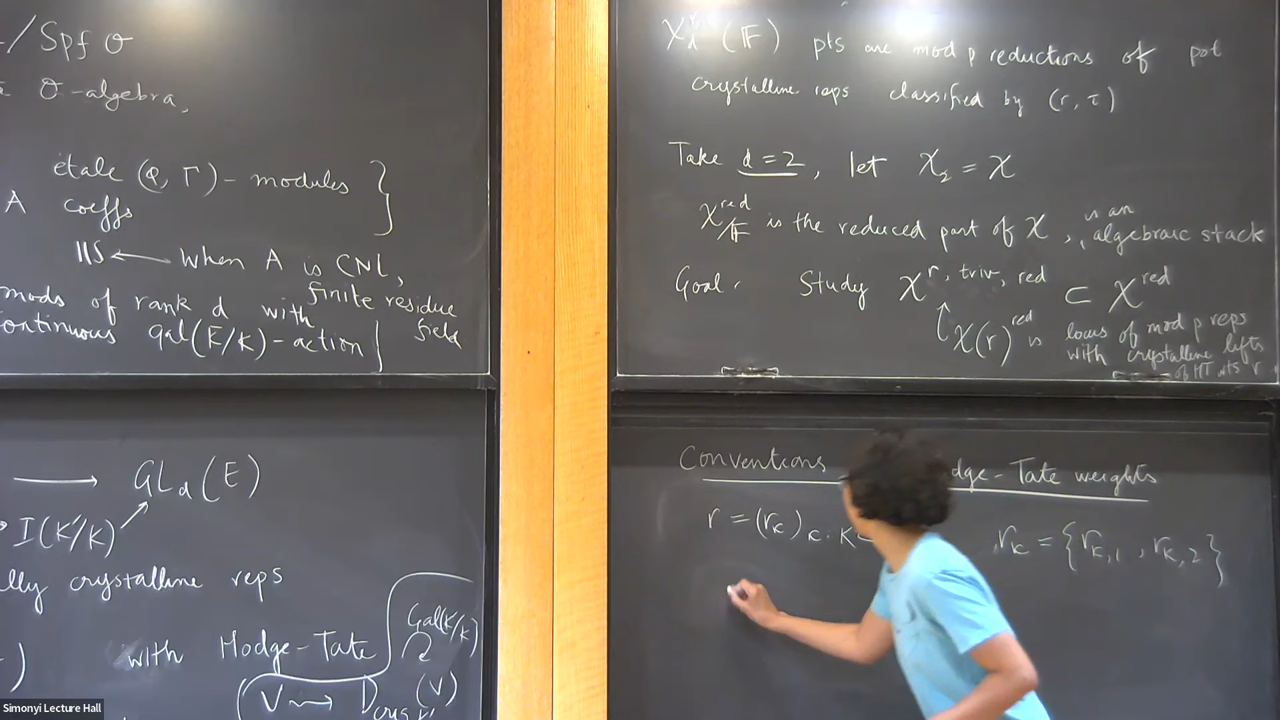 /Spf O
O-algebra,
étale (φ, Γ) - modules
A coeffs
IIS ← when A is CNL,
finite residue
field
mods of rank d with
continuous Gal(K̄/K)-action
→ GL_d(E)
I(K'/K)
lly crystalline reps
with Hodge-Tate
Gal(K'/K)
V ⇝ D_crys (V)
(𝔽) pts are mod p reductions of pot
crystalline reps classified by (r, τ)
Take d = 2, let X_2 = X
X^red_/𝔽 is the reduced part of X, is an algebraic stack
Goal. Study X^{r, triv, red} ⊂ X^red
↑ X(r)^red is locus of mod p reps
with crystalline lifts
of HT wts r
Conventions dge-Tate weights
r = (r_κ)_κ: K r_κ = {r_κ,1 , r_κ,2}
Simonyi Lecture Hall